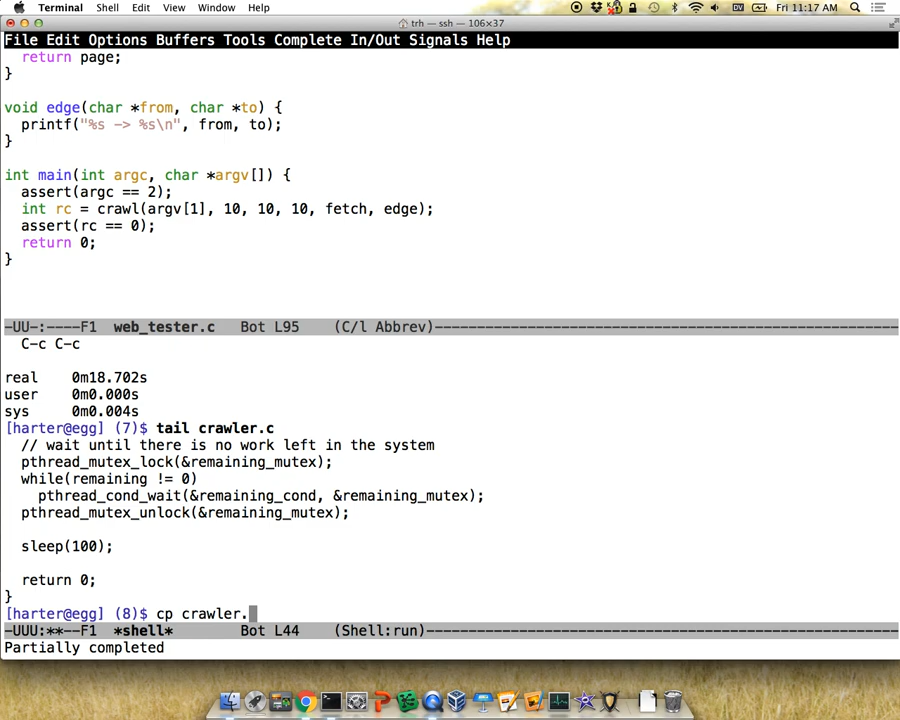 Terminal Shell Edit View Window Help Fri 11:17 AM
trh — ssh — 106×37
File Edit Options Buffers Tools Complete In/Out Signals Help
  return page;
}
void edge(char *from, char *to) {
  printf("%s -> %s\n", from, to);
}
int main(int argc, char *argv[]) {
  assert(argc == 2);
  int rc = crawl(argv[1], 10, 10, 10, fetch, edge);
  assert(rc == 0);
  return 0;
}
-UU-:----F1  web_tester.c   Bot L95    (C/l Abbrev)------------------------------------------------------
  C-c C-c
real    0m18.702s
user    0m0.000s
sys     0m0.004s
[harter@egg] (7)$ tail crawler.c
  // wait until there is no work left in the system
  pthread_mutex_lock(&remaining_mutex);
  while(remaining != 0)
    pthread_cond_wait(&remaining_cond, &remaining_mutex);
  pthread_mutex_unlock(&remaining_mutex);
  sleep(100);
  return 0;
}
[harter@egg] (8)$ cp crawler.
-UUU:**--F1  *shell*        Bot L44    (Shell:run)-------------------------------------------------------
Partially completed